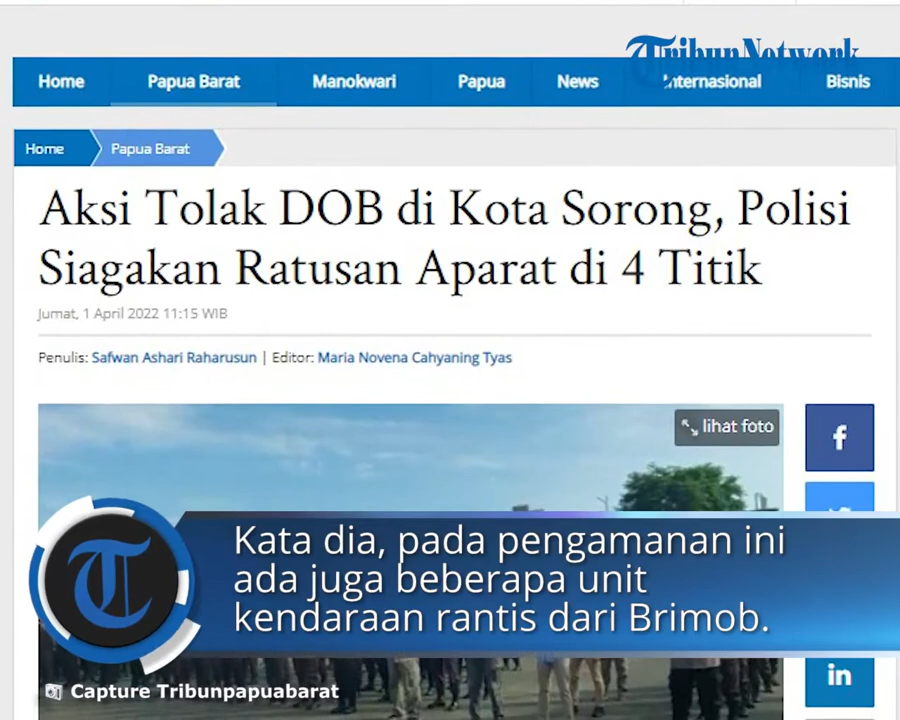 TribunNetwork
Home Papua Barat Manokwari Papua News Internasional Bisnis
Home Papua Barat
Aksi Tolak DOB di Kota Sorong, Polisi
Siagakan Ratusan Aparat di 4 Titik
Jumat, 1 April 2022 11:15 WIB
Penulis: Safwan Ashari Raharusun | Editor: Maria Novena Cahyaning Tyas
lihat foto
f
T
Kata dia, pada pengamanan ini
ada juga beberapa unit
kendaraan rantis dari Brimob.
in
Capture Tribunpapuabarat